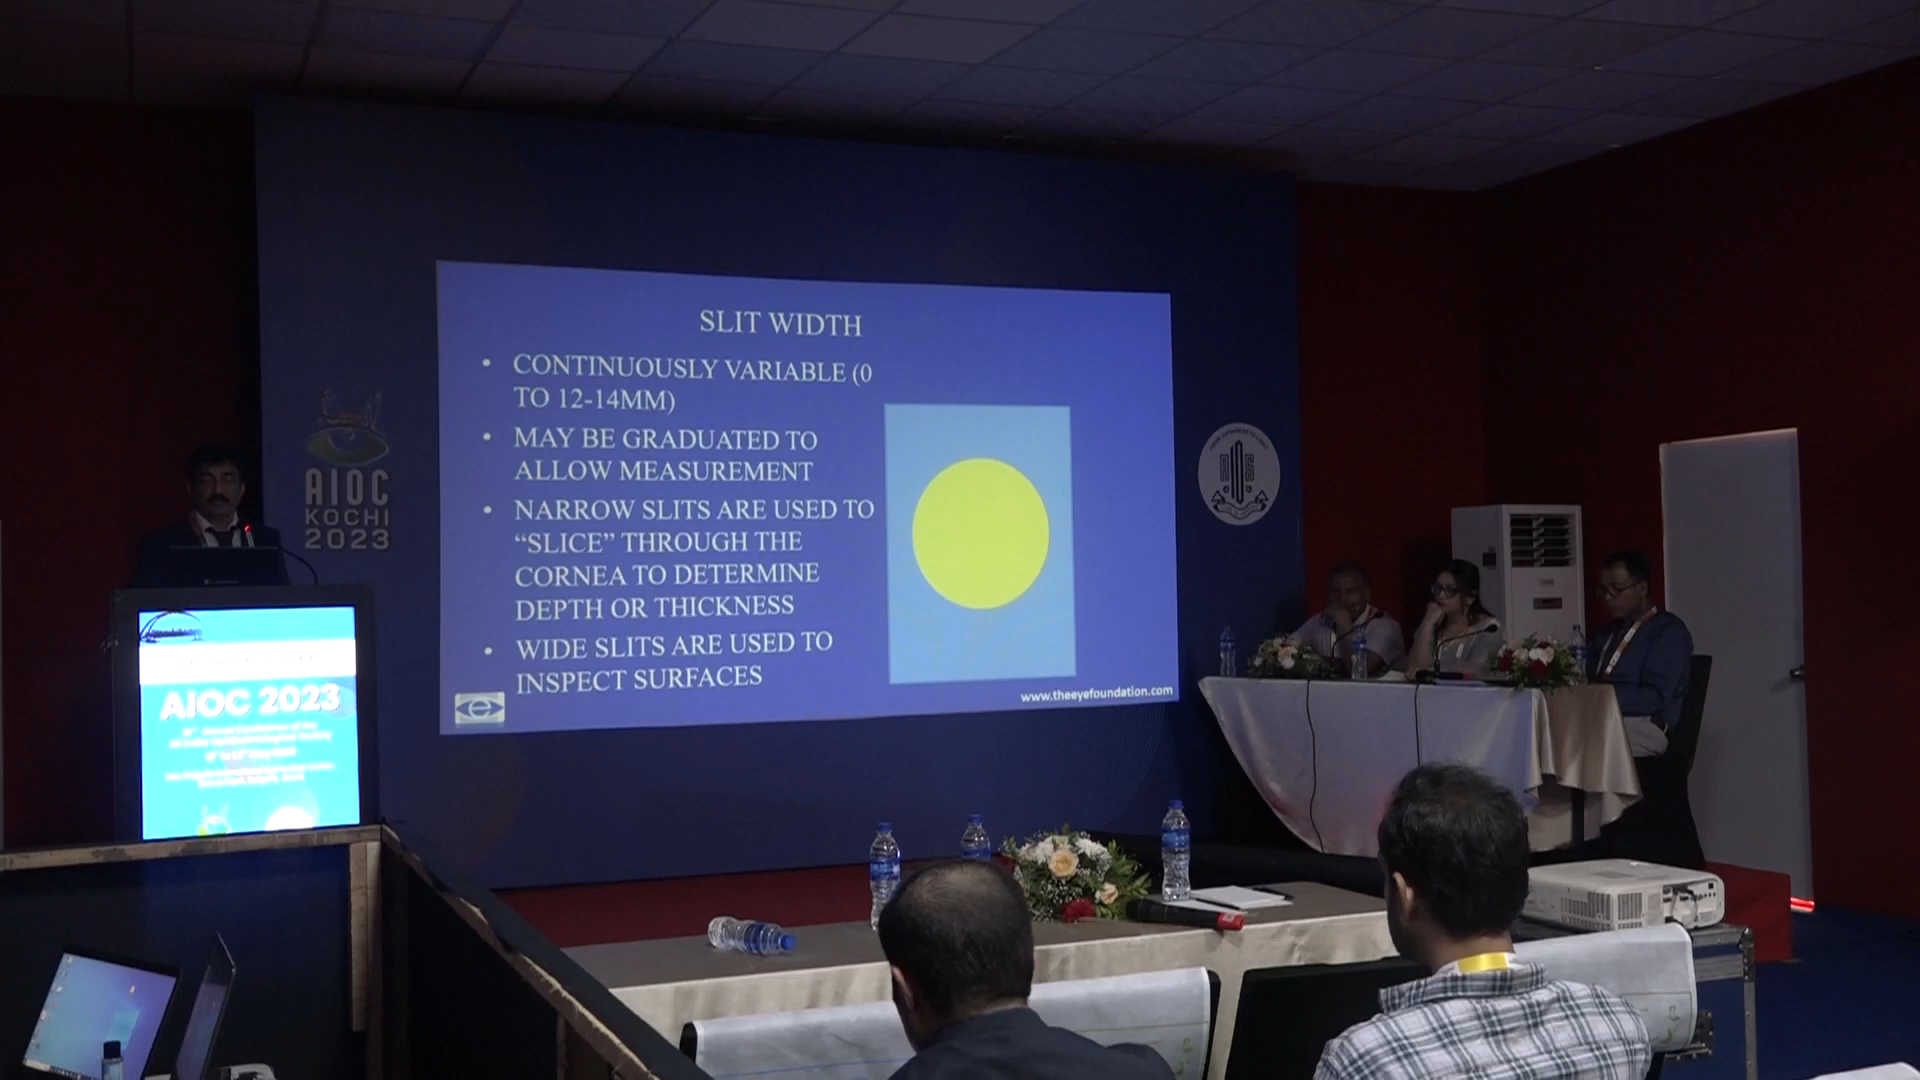 SLIT WIDTH
• CONTINUOUSLY VARIABLE (0
TO 12-14MM)
• MAY BE GRADUATED TO
ALLOW MEASUREMENT
• NARROW SLITS ARE USED TO
“SLICE” THROUGH THE
CORNEA TO DETERMINE
DEPTH OR THICKNESS
• WIDE SLITS ARE USED TO
INSPECT SURFACES
www.theeyefoundation.com
e
AIOC
KOCHI
2023
AIOC 2023